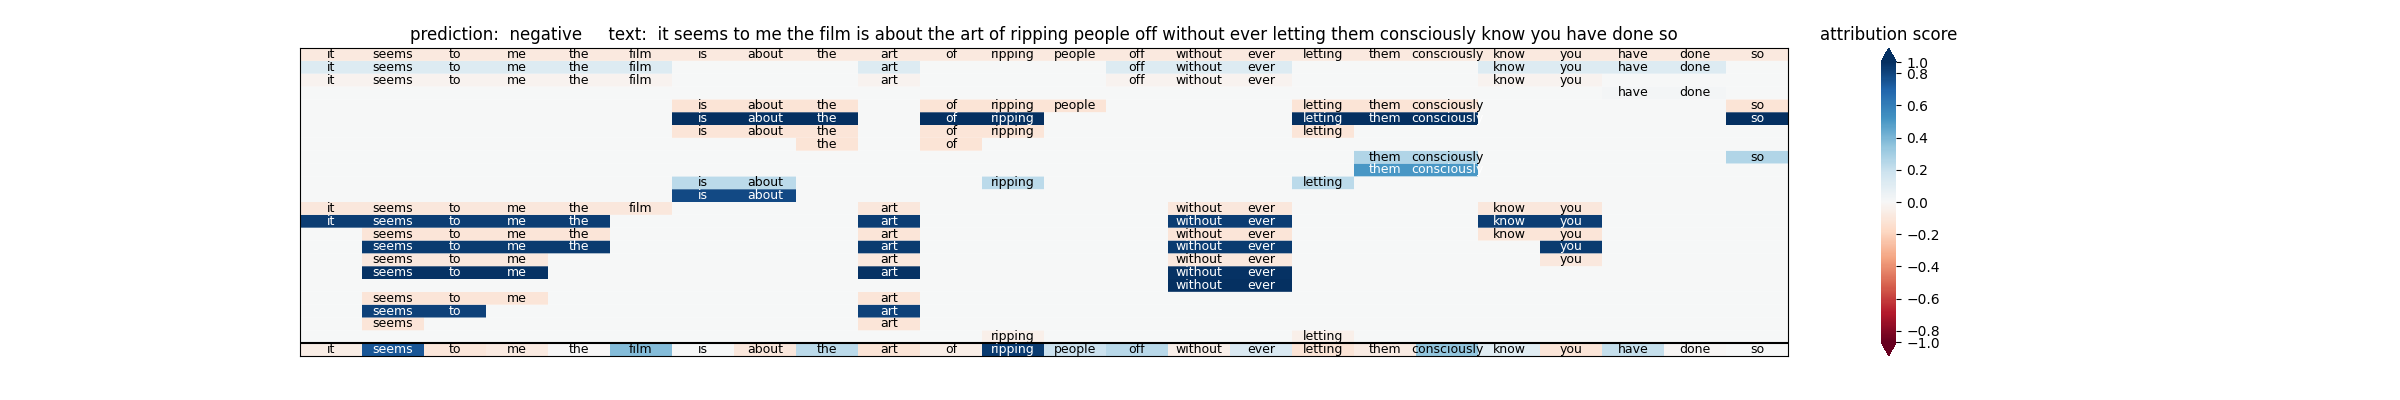 prediction:  negative     text:  it seems to me the film is about the art of ripping people off without ever letting them consciously know you have done so
attribution score
it seems to me the film is about the art of ripping people off without ever letting them consciously know you have done so
it seems to me the film art off without ever know you have done
it seems to me the film art off without ever know you
have done
is about the of ripping people letting them consciously so
is about the of ripping letting them consciously so
is about the of ripping letting
the of
them consciously so
them consciously
is about ripping letting
is about
it seems to me the film art without ever know you
it seems to me the art without ever know you
seems to me the art without ever know you
seems to me the art without ever you
seems to me art without ever you
seems to me art without ever
without ever
seems to me art
seems to art
seems art
ripping letting
it seems to me the film is about the art of ripping people off without ever letting them consciously know you have done so
1.0
0.8
0.6
0.4
0.2
0.0
−0.2
−0.4
−0.6
−0.8
−1.0